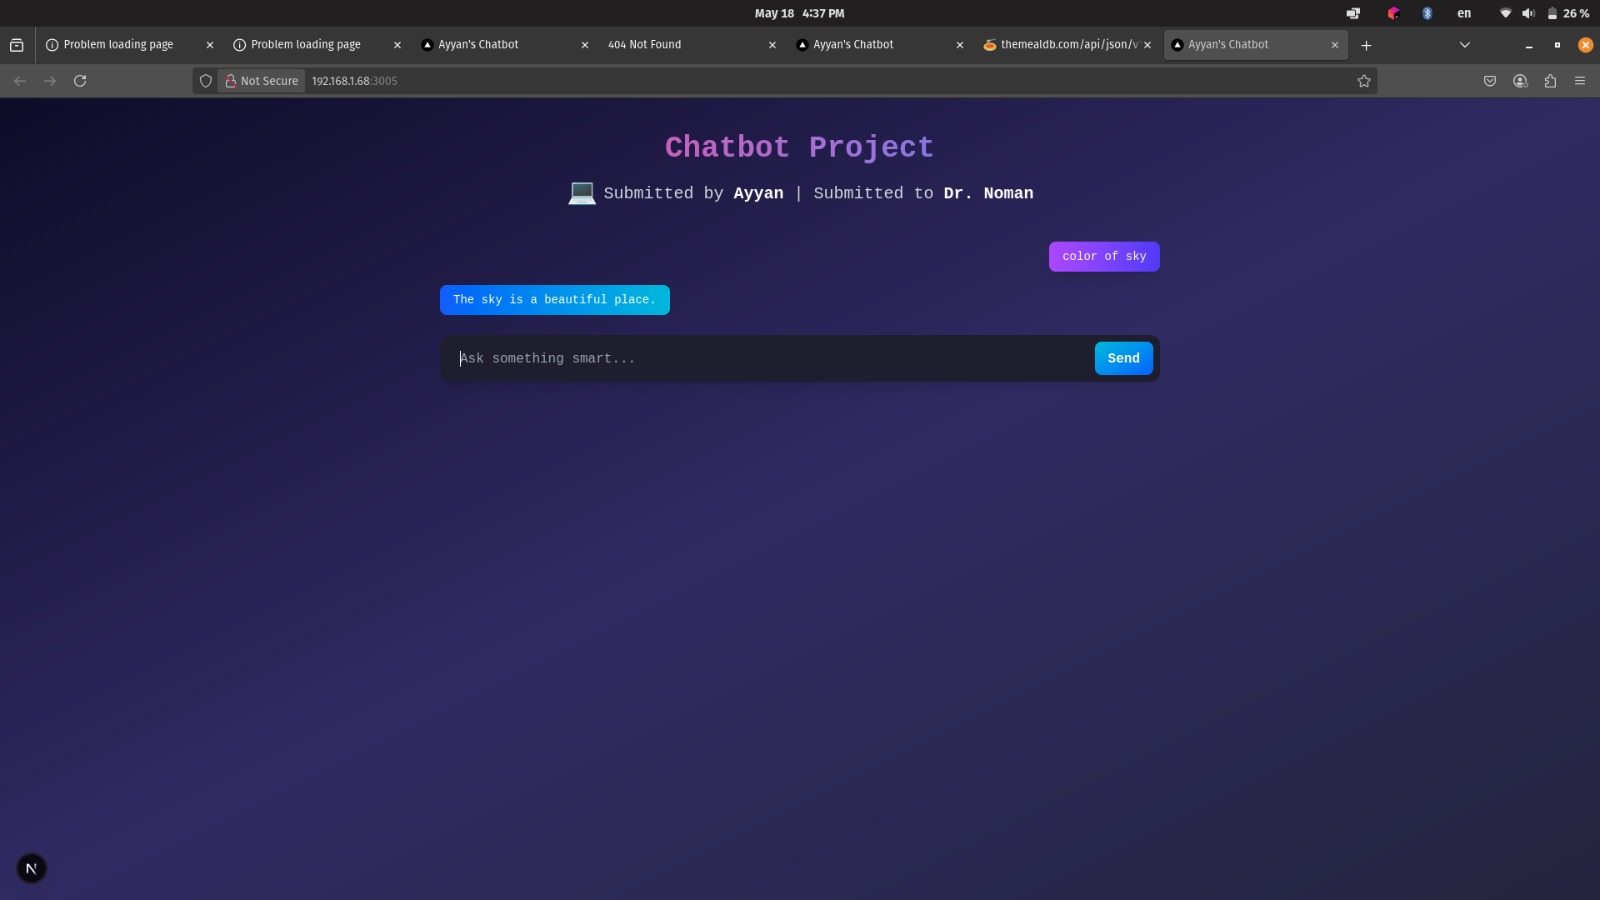 May 18 4:37 PM
en
26 %
Problem loading page
Problem loading page
Ayyan's Chatbot
404 Not Found
Ayyan's Chatbot
themealdb.com/api/json/v
Ayyan's Chatbot
Not Secure
192.168.1.68:3005
Chatbot Project
Submitted by Ayyan | Submitted to Dr. Noman
color of sky
The sky is a beautiful place.
Ask something smart...
Send
N